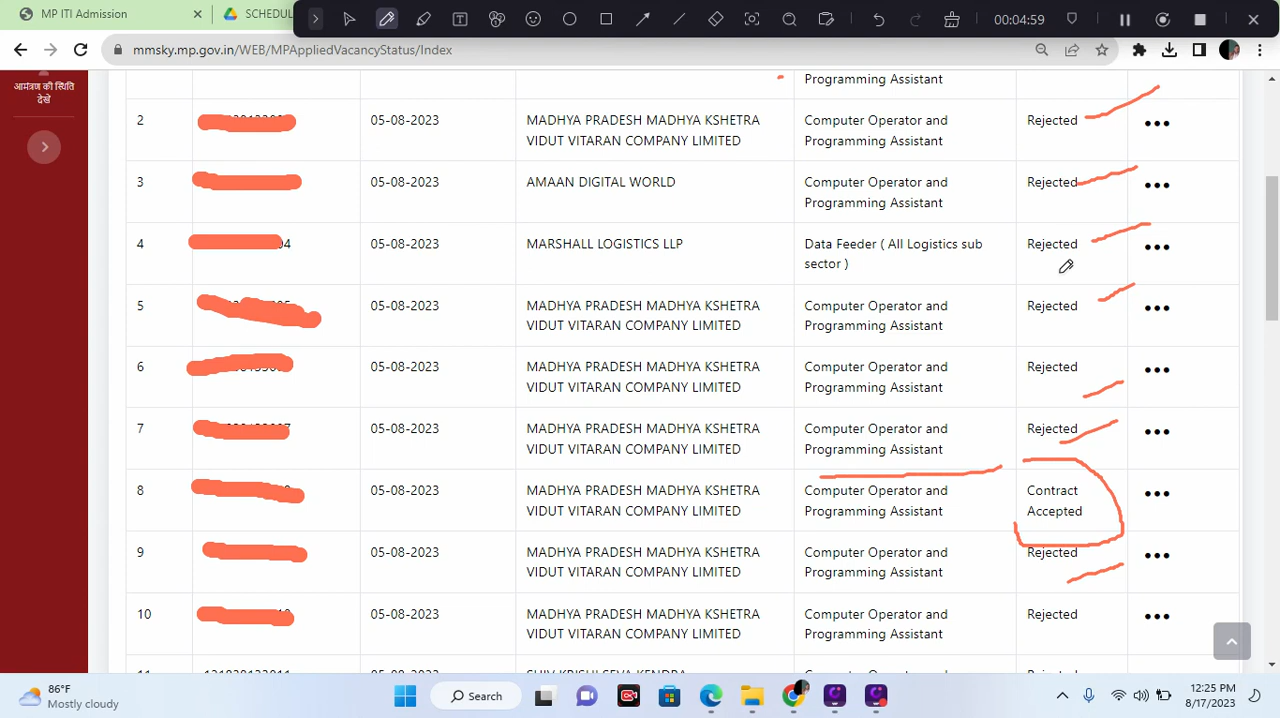 MP ITI Admission
SCHEDUL
00:04:59
mmsky.mp.gov.in/WEB/MPAppliedVacancyStatus/Index
आमंत्रण की स्थिति
देखें
Programming Assistant
2 05-08-2023 MADHYA PRADESH MADHYA KSHETRA Computer Operator and Rejected
VIDUT VITARAN COMPANY LIMITED Programming Assistant
3 05-08-2023 AMAAN DIGITAL WORLD Computer Operator and Rejected
Programming Assistant
4 04 05-08-2023 MARSHALL LOGISTICS LLP Data Feeder ( All Logistics sub Rejected
sector )
5 05-08-2023 MADHYA PRADESH MADHYA KSHETRA Computer Operator and Rejected
VIDUT VITARAN COMPANY LIMITED Programming Assistant
6 05-08-2023 MADHYA PRADESH MADHYA KSHETRA Computer Operator and Rejected
VIDUT VITARAN COMPANY LIMITED Programming Assistant
7 05-08-2023 MADHYA PRADESH MADHYA KSHETRA Computer Operator and Rejected
VIDUT VITARAN COMPANY LIMITED Programming Assistant
8 05-08-2023 MADHYA PRADESH MADHYA KSHETRA Computer Operator and Contract
VIDUT VITARAN COMPANY LIMITED Programming Assistant Accepted
9 05-08-2023 MADHYA PRADESH MADHYA KSHETRA Computer Operator and Rejected
VIDUT VITARAN COMPANY LIMITED Programming Assistant
10 05-08-2023 MADHYA PRADESH MADHYA KSHETRA Computer Operator and Rejected
VIDUT VITARAN COMPANY LIMITED Programming Assistant
86°F
Mostly cloudy
Search
12:25 PM
8/17/2023